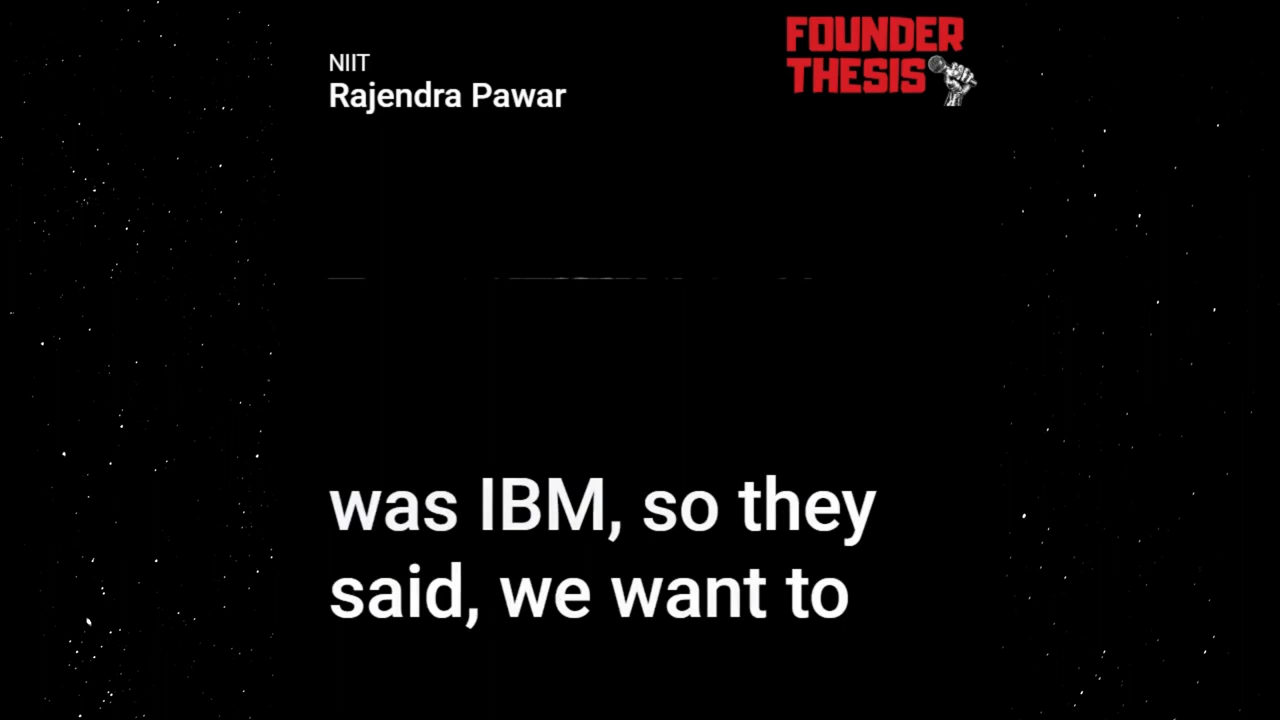 NIIT
Rajendra Pawar
FOUNDER
THESIS
was IBM, so they
said, we want to